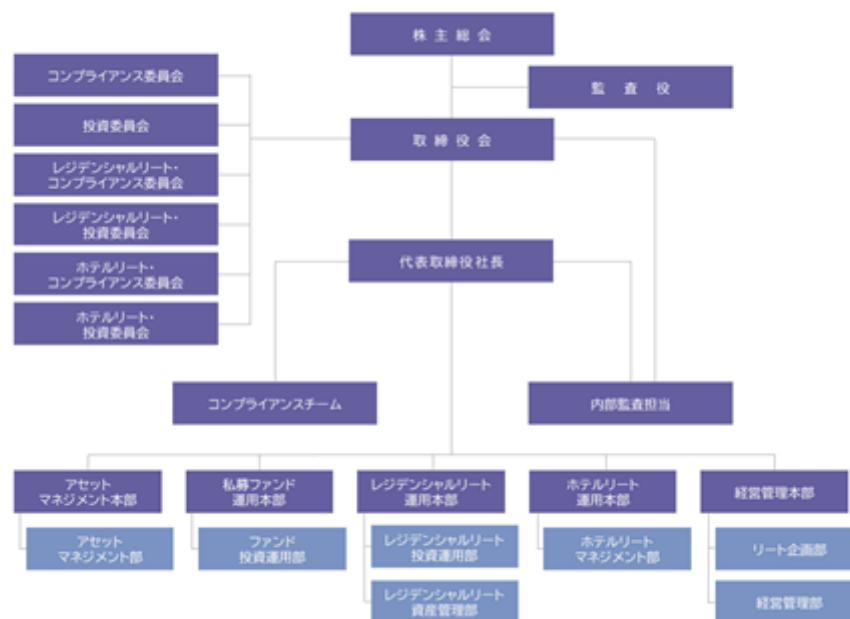 株主総会
監査役
取締役会
コンプライアンス委員会
投資委員会
レジデンシャルリート・
コンプライアンス委員会
レジデンシャルリート・
投資委員会
ホテルリート・
コンプライアンス委員会
ホテルリート・
投資委員会
代表取締役社長
コンプライアンスチーム
内部監査担当
アセット
マネジメント本部
アセット
マネジメント部
私募ファンド
運用本部
ファンド
投資運用部
レジデンシャルリート
運用本部
レジデンシャルリート
投資運用部
レジデンシャルリート
資産管理部
ホテルリート
運用本部
ホテルリート
マネジメント部
経営管理本部
リート企画部
経営管理部